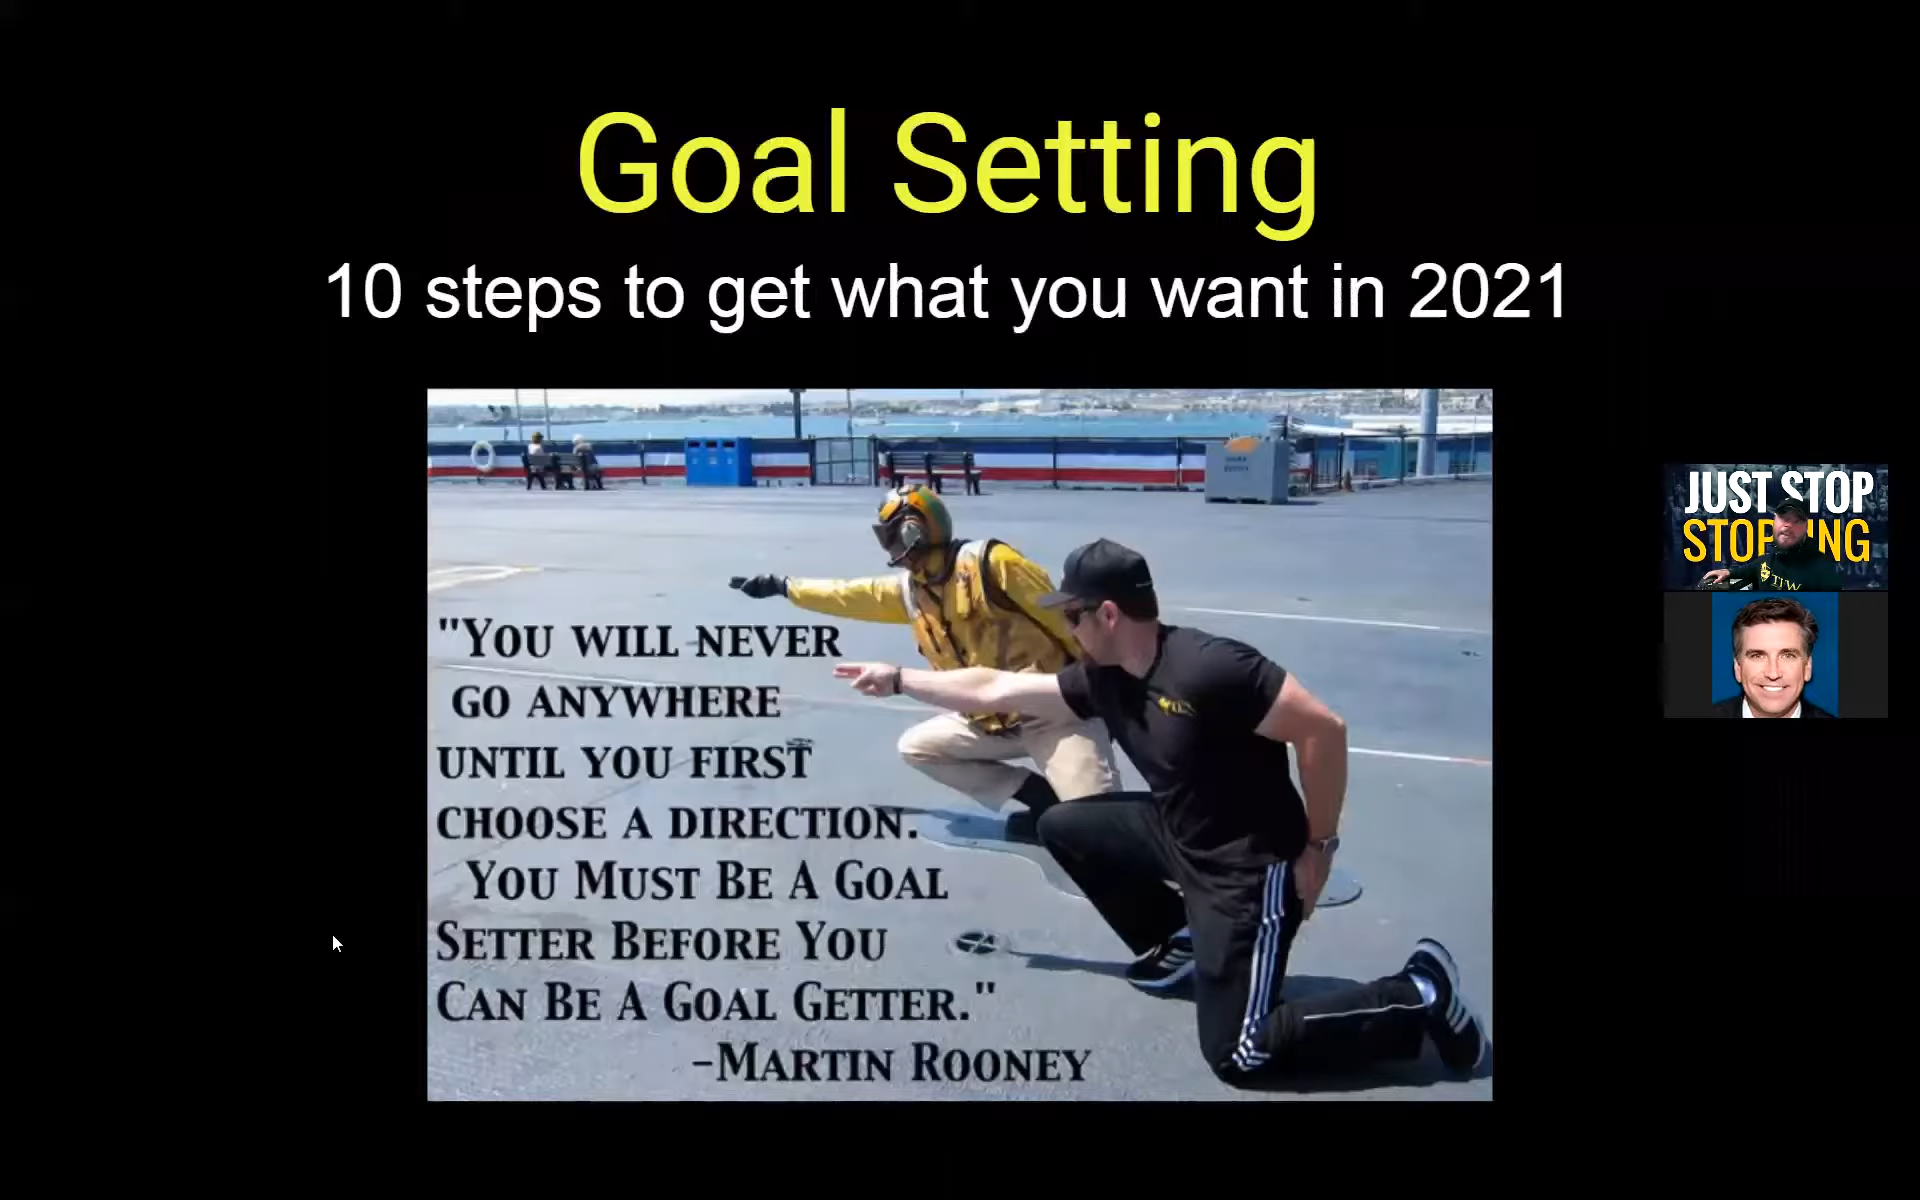 Goal Setting
10 steps to get what you want in 2021
"You will never
go anywhere
until you first
choose a direction.
You Must Be A Goal
Setter Before You
Can Be A Goal Getter."
-Martin Rooney
JUST STOP
TFW